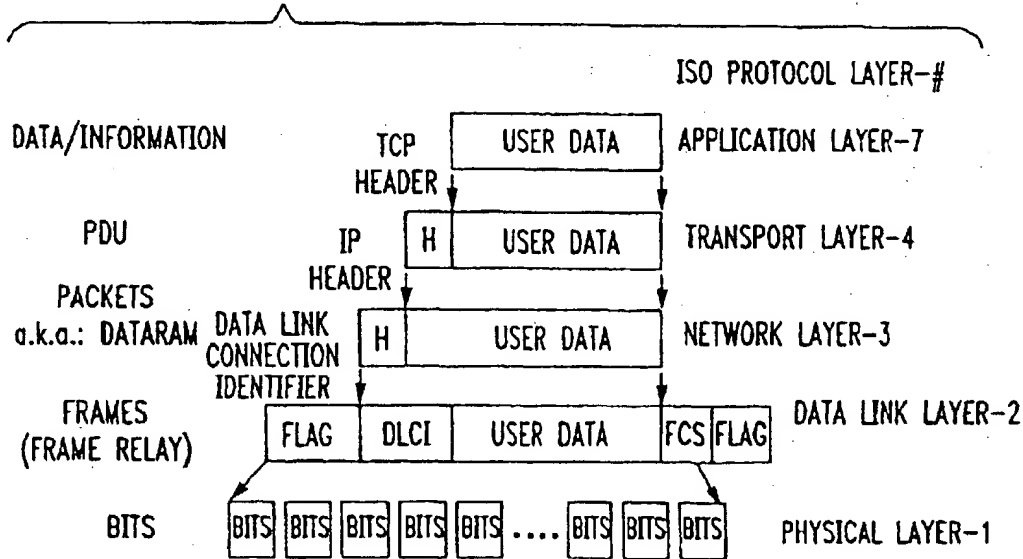 ISO PROTOCOL LAYER-#
DATA/INFORMATION
TCP
HEADER
USER DATA
APPLICATION LAYER-7
PDU
IP
HEADER
H
USER DATA
TRANSPORT LAYER-4
PACKETS
a.k.a.: DATARAM
DATA LINK
CONNECTION
IDENTIFIER
H
USER DATA
NETWORK LAYER-3
FRAMES
(FRAME RELAY)
FLAG
DLCI
USER DATA
FCS
FLAG
DATA LINK LAYER-2
BITS
BITS BITS BITS BITS BITS .... BITS BITS BITS
PHYSICAL LAYER-1